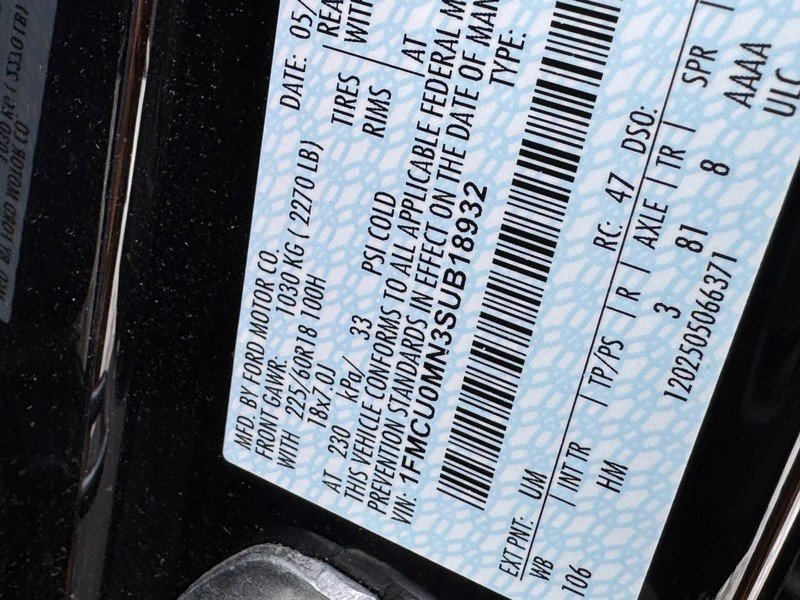 MFD. BY FORD MOTOR CO.
DATE: 05/
FRONT GAWR: 1030 KG ( 2270 LB)
WITH 225/60R18 100H
TIRES
WITH
18x7.0J
RIMS
AT 230 kPa/ 33 PSI COLD
AT
THIS VEHICLE CONFORMS TO ALL APPLICABLE FEDERAL M
PREVENTION STANDARDS IN EFFECT ON THE DATE OF MAN
VIN: 1FMCU0MN3SUB18932
TYPE:
EXT PNT: UM
RC: 47 DSO:
WB | INT TR | TP/PS | R | AXLE | TR | SPR
106 HM 3 81 8 AAAA
1202505066371
ULC